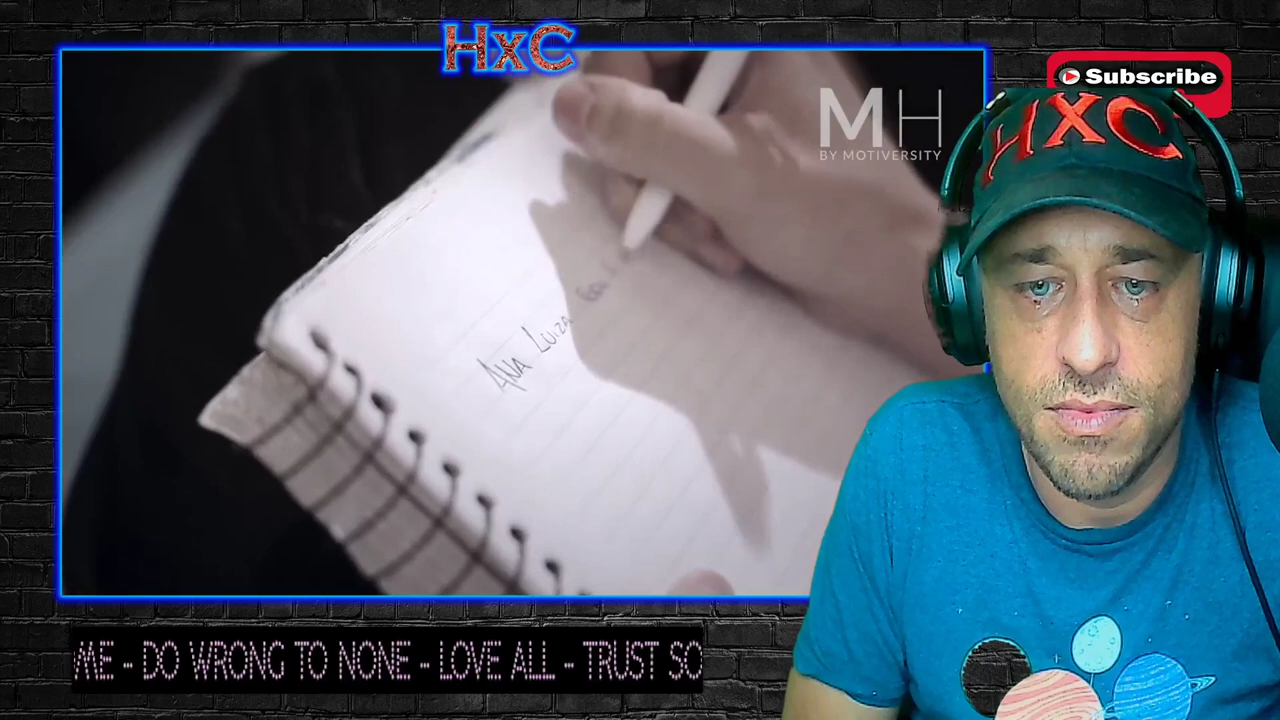 HxC
Subscribe
HXC
MH
BY MOTIVERSITY
ANA LUIZA
ME - DO WRONG TO NONE - LOVE ALL - TRUST SO